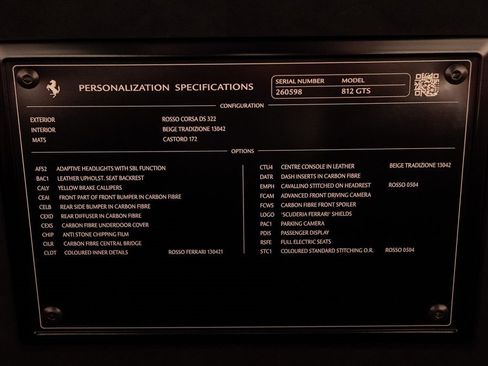 PERSONALIZATION SPECIFICATIONS
SERIAL NUMBER MODEL
260598 812 GTS
CONFIGURATION
EXTERIOR ROSSO CORSA DS 322
INTERIOR BEIGE TRADIZIONE 13042
MATS CASTORO 172
OPTIONS
AFS2 ADAPTIVE HEADLIGHTS WITH SBL FUNCTION
BAC1 LEATHER UPHOLST. SEAT BACKREST
CALY YELLOW BRAKE CALLIPERS
CEAI FRONT PART OF FRONT BUMPER IN CARBON FIBRE
CELB REAR SIDE BUMPER IN CARBON FIBRE
CEXD REAR DIFFUSER IN CARBON FIBRE
CEXS CARBON FIBRE UNDERDOOR COVER
CHIP ANTI STONE CHIPPING FILM
CILR CARBON FIBRE CENTRAL BRIDGE
CLDT COLOURED INNER DETAILS ROSSO FERRARI 130421
CTU4 CENTRE CONSOLE IN LEATHER BEIGE TRADIZIONE 13042
DATR DASH INSERTS IN CARBON FIBRE
EMPH CAVALLINO STITCHED ON HEADREST ROSSO 0504
FCAM ADVANCED FRONT DRIVING CAMERA
FCWS CARBON FIBER FRONT SPOILER
LOGO 'SCUDERIA FERRARI' SHIELDS
PAC1 PARKING CAMERA
PDIS PASSENGER DISPLAY
RSFE FULL ELECTRIC SEATS
STC1 COLOURED STANDARD STITCHING O.R. ROSSO 0504